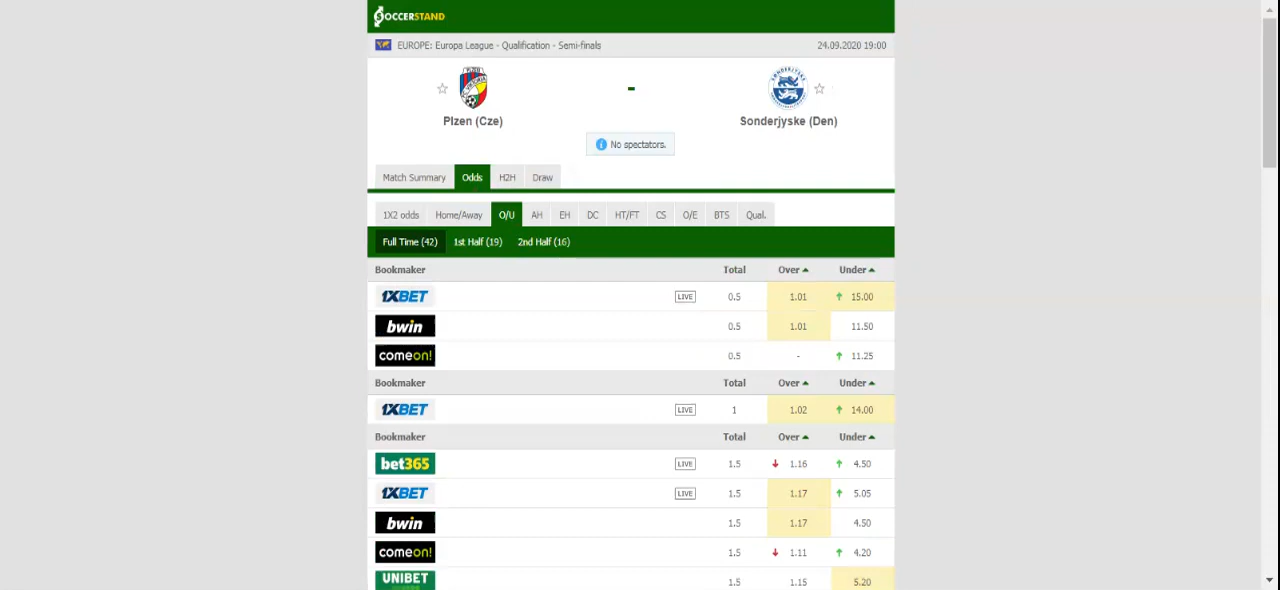 SOCCERSTAND
EUROPE: Europa League - Qualification - Semi-finals 24.09.2020 19:00
Plzen (Cze) - Sonderjyske (Den)
No spectators.
Match Summary Odds H2H Draw
1X2 odds Home/Away O/U AH EH DC HT/FT CS O/E BTS Qual.
Full Time (42) 1st Half (19) 2nd Half (16)
Bookmaker Total Over Under
1XBET LIVE 0.5 1.01 15.00
bwin 0.5 1.01 11.50
comeon! 0.5 - 11.25
Bookmaker Total Over Under
1XBET LIVE 1 1.02 14.00
Bookmaker Total Over Under
bet365 LIVE 1.5 1.16 4.50
1XBET LIVE 1.5 1.17 5.05
bwin 1.5 1.17 4.50
comeon! 1.5 1.11 4.20
UNIBET 1.5 1.15 5.20